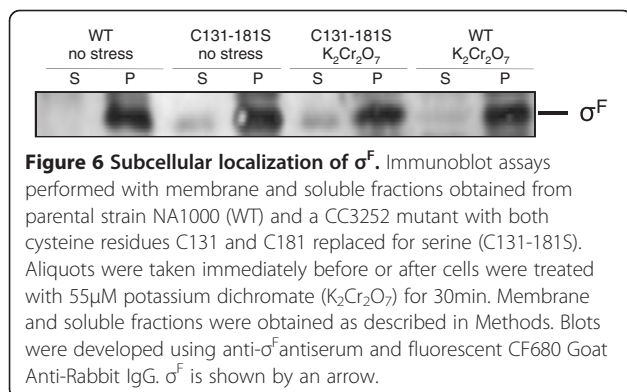 WT C131-181S C131-181S WT
no stress no stress K₂Cr₂O₇ K₂Cr₂O₇
S P S P S P S P
σF
Figure 6 Subcellular localization of σF. Immunoblot assays
performed with membrane and soluble fractions obtained from
parental strain NA1000 (WT) and a CC3252 mutant with both
cysteine residues C131 and C181 replaced for serine (C131-181S).
Aliquots were taken immediately before or after cells were treated
with 55μM potassium dichromate (K₂Cr₂O₇) for 30min. Membrane
and soluble fractions were obtained as described in Methods. Blots
were developed using anti-σFantiserum and fluorescent CF680 Goat
Anti-Rabbit IgG. σF is shown by an arrow.